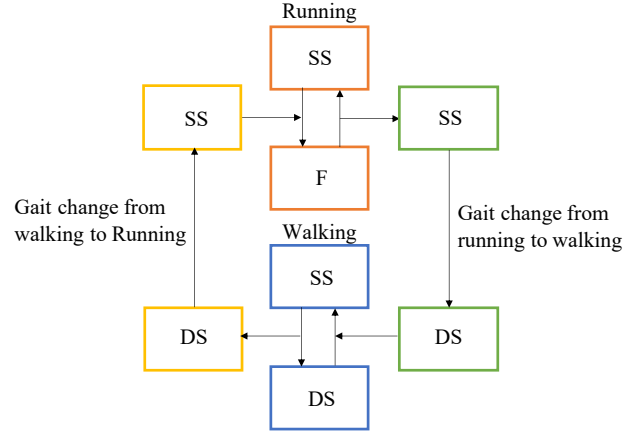 Running
SS
SS
SS
F
Gait change from
walking to Running
Gait change from
running to walking
Walking
SS
DS
DS
DS